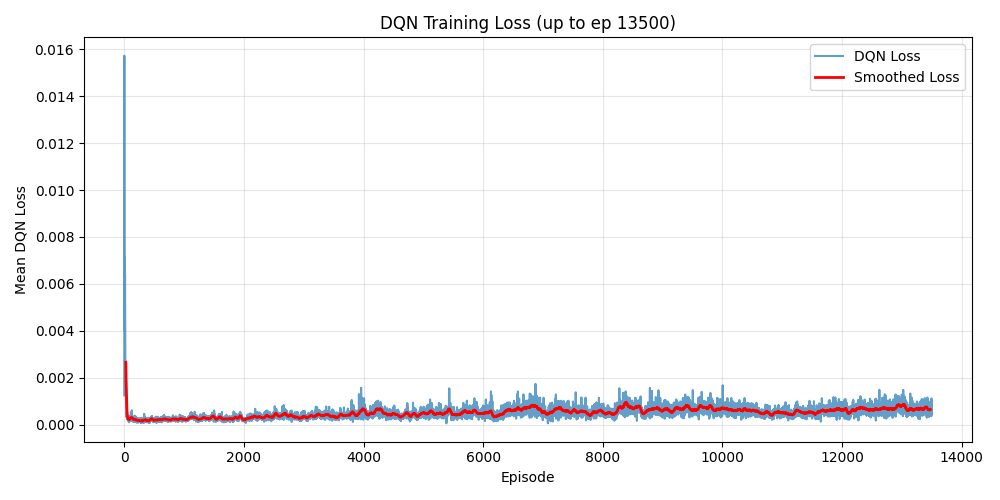 DQN Training Loss (up to ep 13500)
DQN Loss
Smoothed Loss
Mean DQN Loss
0.016
0.014
0.012
0.010
0.008
0.006
0.004
0.002
0.000
0 2000 4000 6000 8000 10000 12000 14000
Episode